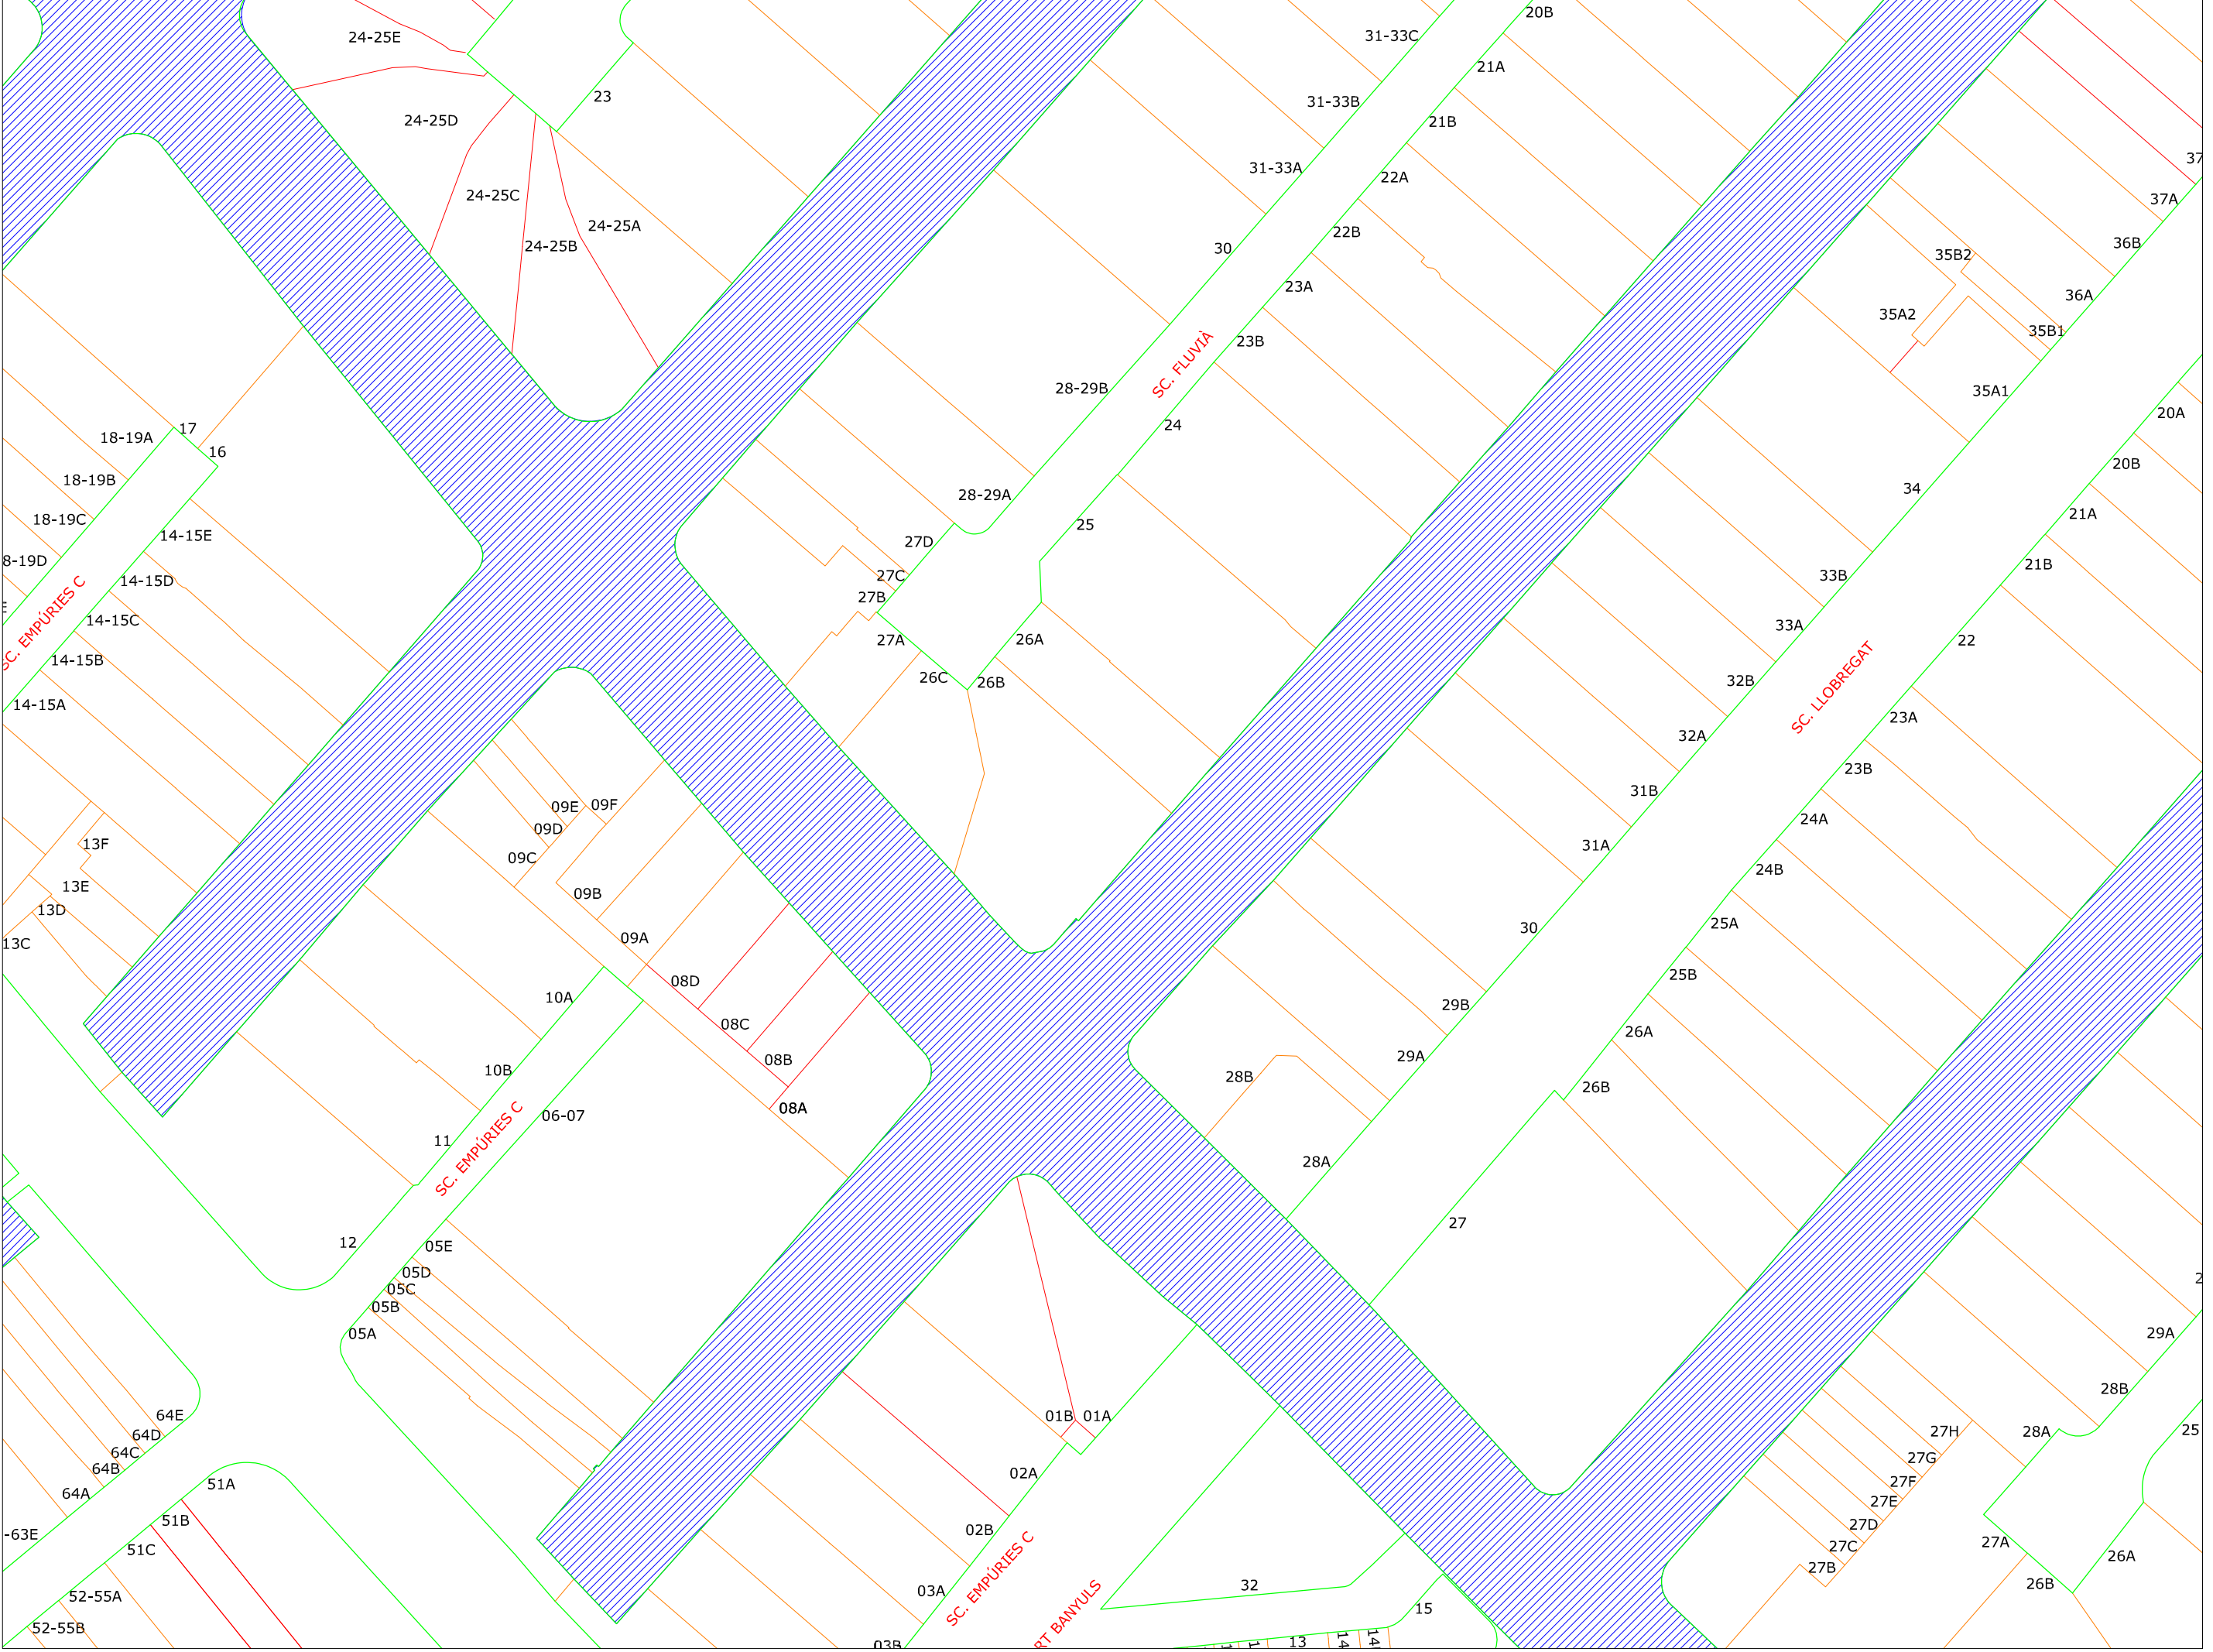 20B
24-25E
31-33C
21A
23
31-33B
24-25D
21B
37
31-33A
22A
24-25C
37A
24-25A
22B
24-25B
30
36B
35B2
23A
36A
35A2
35B1
23B
SC. FLUVIÀ
28-29B
35A1
20A
24
17
18-19A
16
20B
18-19B
34
28-29A
21A
18-19C
25
14-15E
27D
8-19D
21B
27C
33B
14-15D
27B
SC. EMPÚRIES C
14-15C
33A
27A
26A
22
14-15B
26C
26B
32B
SC. LLOBREGAT
14-15A
23A
32A
23B
31B
09E
09F
24A
09D
13F
31A
09C
24B
13E
09B
13D
25A
30
09A
13C
25B
08D
10A
29B
08C
26A
29A
08B
10B
28B
26B
08A
06-07
11
28A
27
12
05E
05D
2
05C
05B
05A
29A
28B
64E
01B
01A
25
64D
27H
28A
64C
27G
64B
02A
27F
51A
64A
27E
51B
27D
02B
-63E
27A
27C
51C
26A
27B
SC. EMPÚRIES C
26B
32
03A
52-55A
15
RT BANYULS
52-55B
13
14
14
03B
SC. EMPÚRIES C